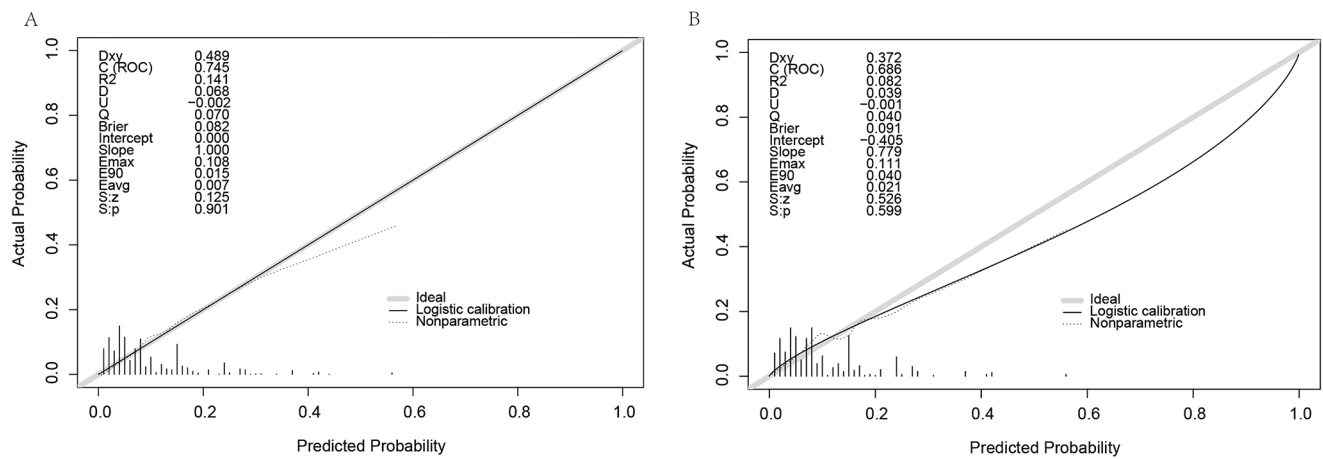 A
Dxy 0.489
C (ROC) 0.745
R2 0.141
D 0.068
U −0.002
Q 0.070
Brier 0.082
Intercept 0.000
Slope 1.000
Emax 0.108
E90 0.015
Eavg 0.007
S:z 0.125
S:p 0.901
Ideal
Logistic calibration
Nonparametric
Actual Probability
0.0 0.2 0.4 0.6 0.8 1.0
0.0 0.2 0.4 0.6 0.8 1.0
Predicted Probability
B
Dxy 0.372
C (ROC) 0.686
R2 0.082
D 0.039
U −0.001
Q 0.040
Brier 0.091
Intercept −0.405
Slope 0.779
Emax 0.111
E90 0.040
Eavg 0.021
S:z 0.526
S:p 0.599
Ideal
Logistic calibration
Nonparametric
Actual Probability
0.0 0.2 0.4 0.6 0.8 1.0
0.0 0.2 0.4 0.6 0.8 1.0
Predicted Probability